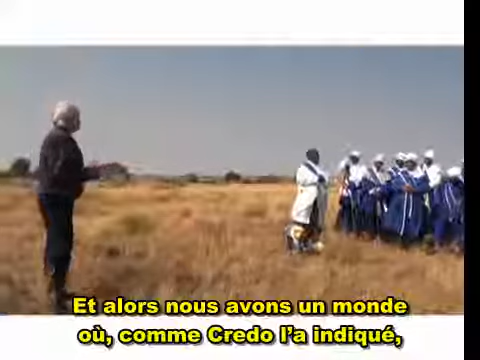 Et alors nous avons un monde
où, comme Credo l'a indiqué,